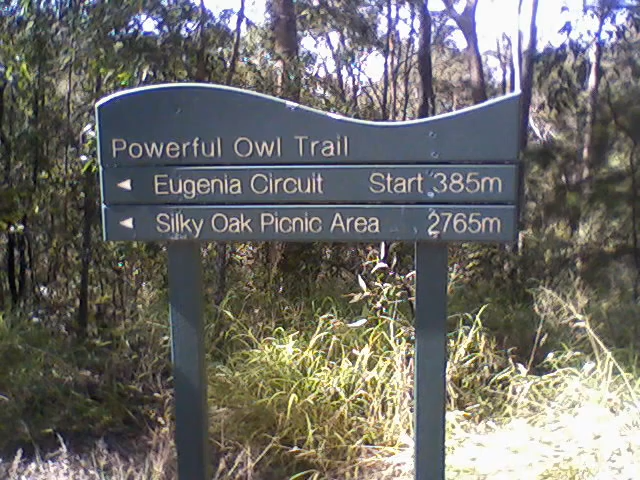 Powerful Owl Trail
◄ Eugenia Circuit Start 385m
◄ Silky Oak Picnic Area 2765m